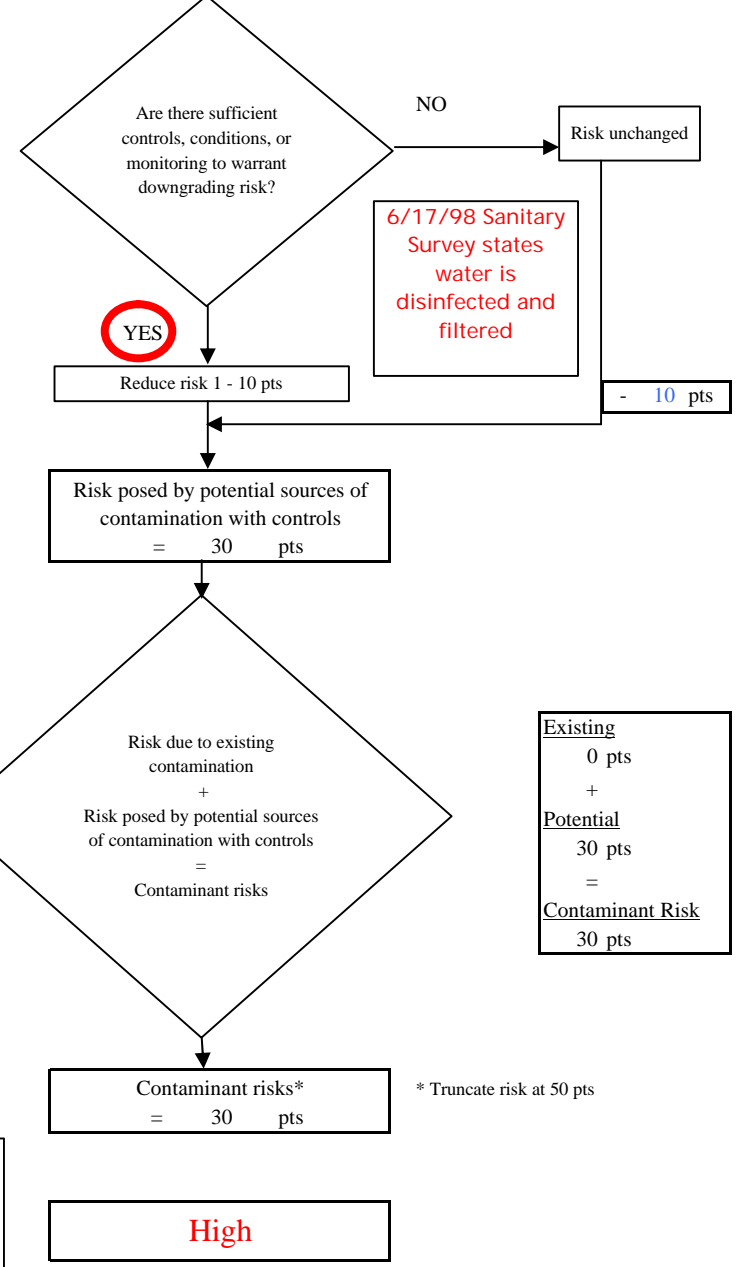 Are there sufficient
controls, conditions, or
monitoring to warrant
downgrading risk?
NO
Risk unchanged
6/17/98 Sanitary
Survey states
water is
disinfected and
filtered
YES
Reduce risk 1 - 10 pts
- 10 pts
Risk posed by potential sources of
contamination with controls
= 30 pts
Risk due to existing
contamination
+
Risk posed by potential sources
of contamination with controls
=
Contaminant risks
Existing
0 pts
+
Potential
30 pts
=
Contaminant Risk
30 pts
Contaminant risks*
= 30 pts
* Truncate risk at 50 pts
High